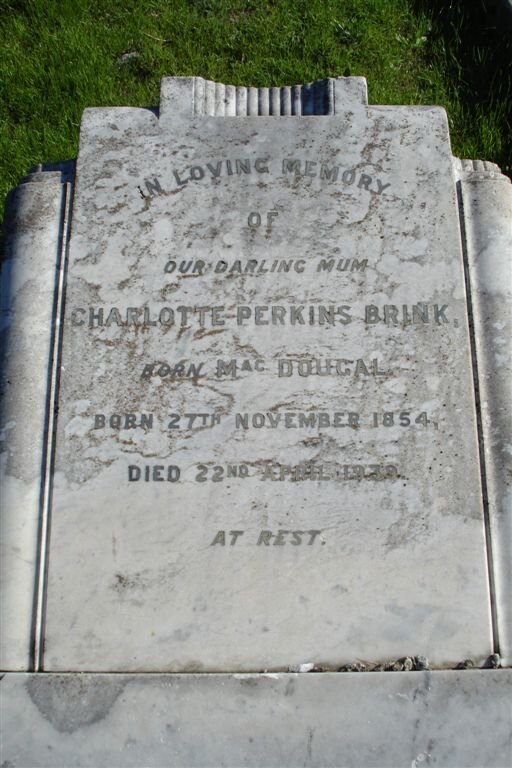 IN LOVING MEMORY
OF
OUR DARLING MUM
CHARLOTTE PERKINS BRINK,
BORN MAC DOUGAL
BORN 27TH NOVEMBER 1854,
DIED 22ND APRIL 1939.
AT REST.